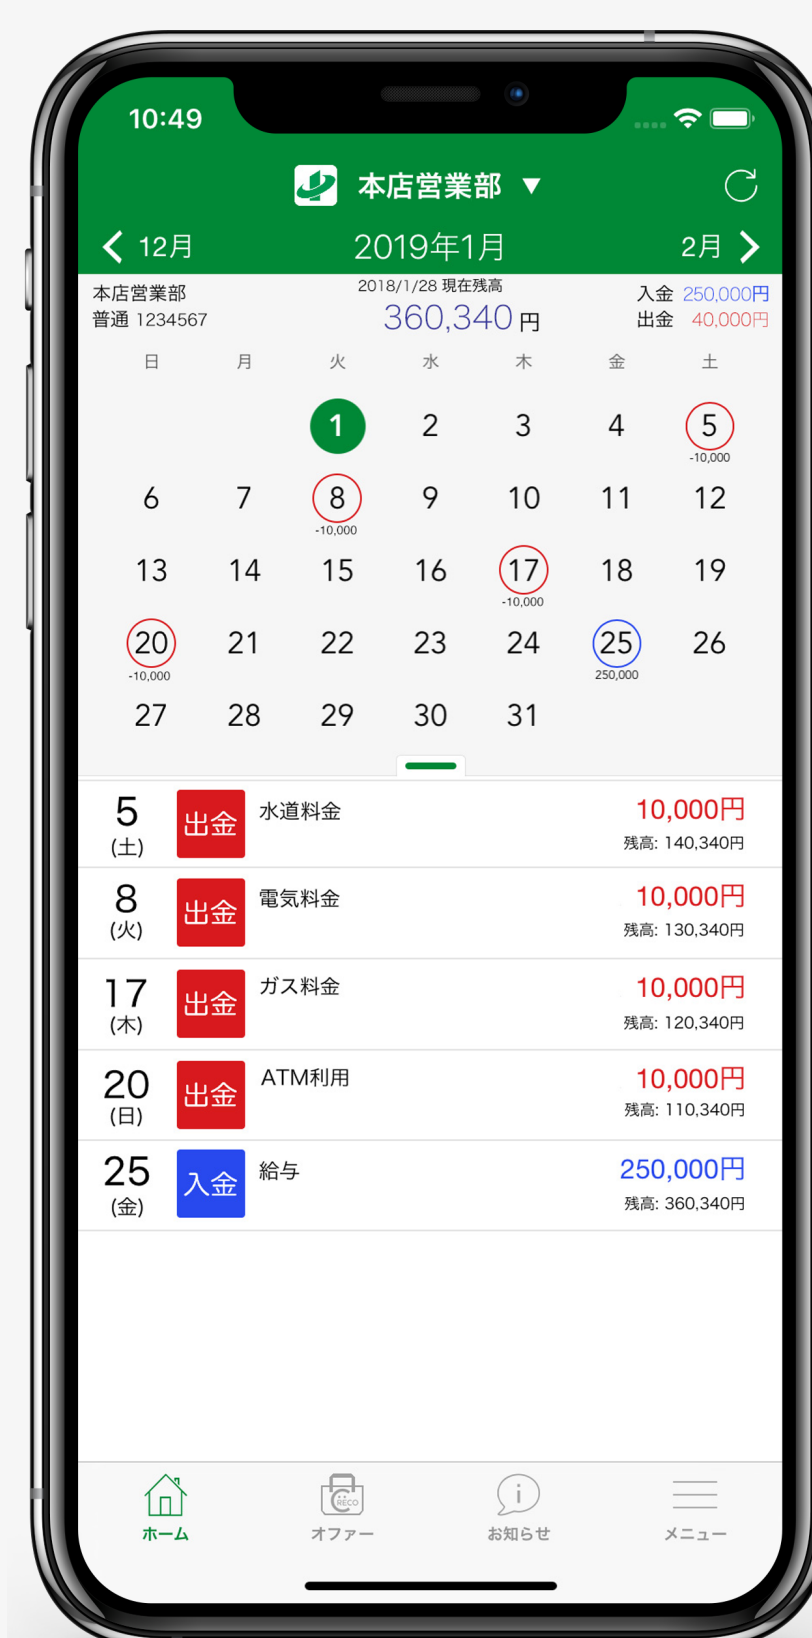 10:49
本店営業部 ▼
12月 2019年1月 2月
本店営業部 2018/1/28 現在残高 入金 250,000円
普通 1234567 360,340 円 出金 40,000円
日 月 火 水 木 金 土
1 2 3 4 5
-10,000
6 7 8 9 10 11 12
-10,000
13 14 15 16 17 18 19
-10,000
20 21 22 23 24 25 26
-10,000 250,000
27 28 29 30 31
5 出金 水道料金 10,000円
(土) 残高: 140,340円
8 出金 電気料金 10,000円
(火) 残高: 130,340円
17 出金 ガス料金 10,000円
(木) 残高: 120,340円
20 出金 ATM利用 10,000円
(日) 残高: 110,340円
25 入金 給与 250,000円
(金) 残高: 360,340円
CRECO
ホーム オファー お知らせ メニュー